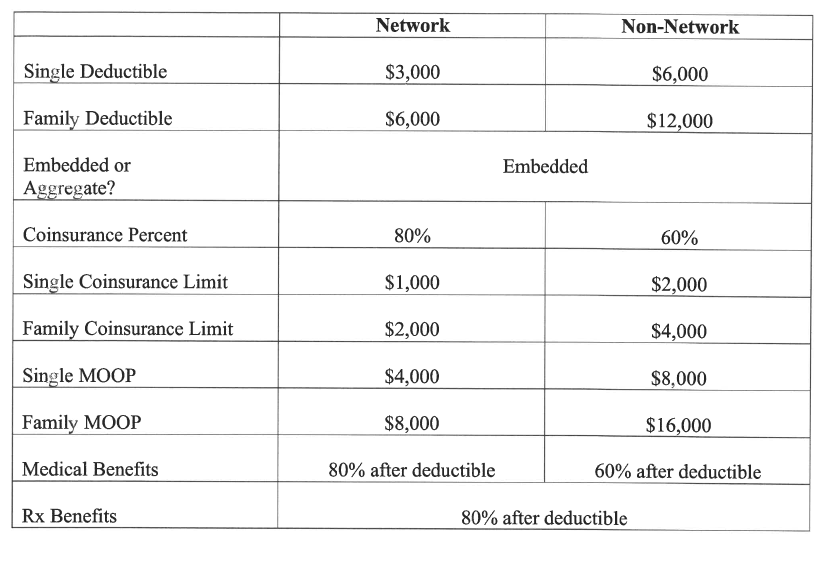 Network Non-Network
Single Deductible $3,000 $6,000
Family Deductible $6,000 $12,000
Embedded or
Aggregate? Embedded
Coinsurance Percent 80% 60%
Single Coinsurance Limit $1,000 $2,000
Family Coinsurance Limit $2,000 $4,000
Single MOOP $4,000 $8,000
Family MOOP $8,000 $16,000
Medical Benefits 80% after deductible 60% after deductible
Rx Benefits 80% after deductible